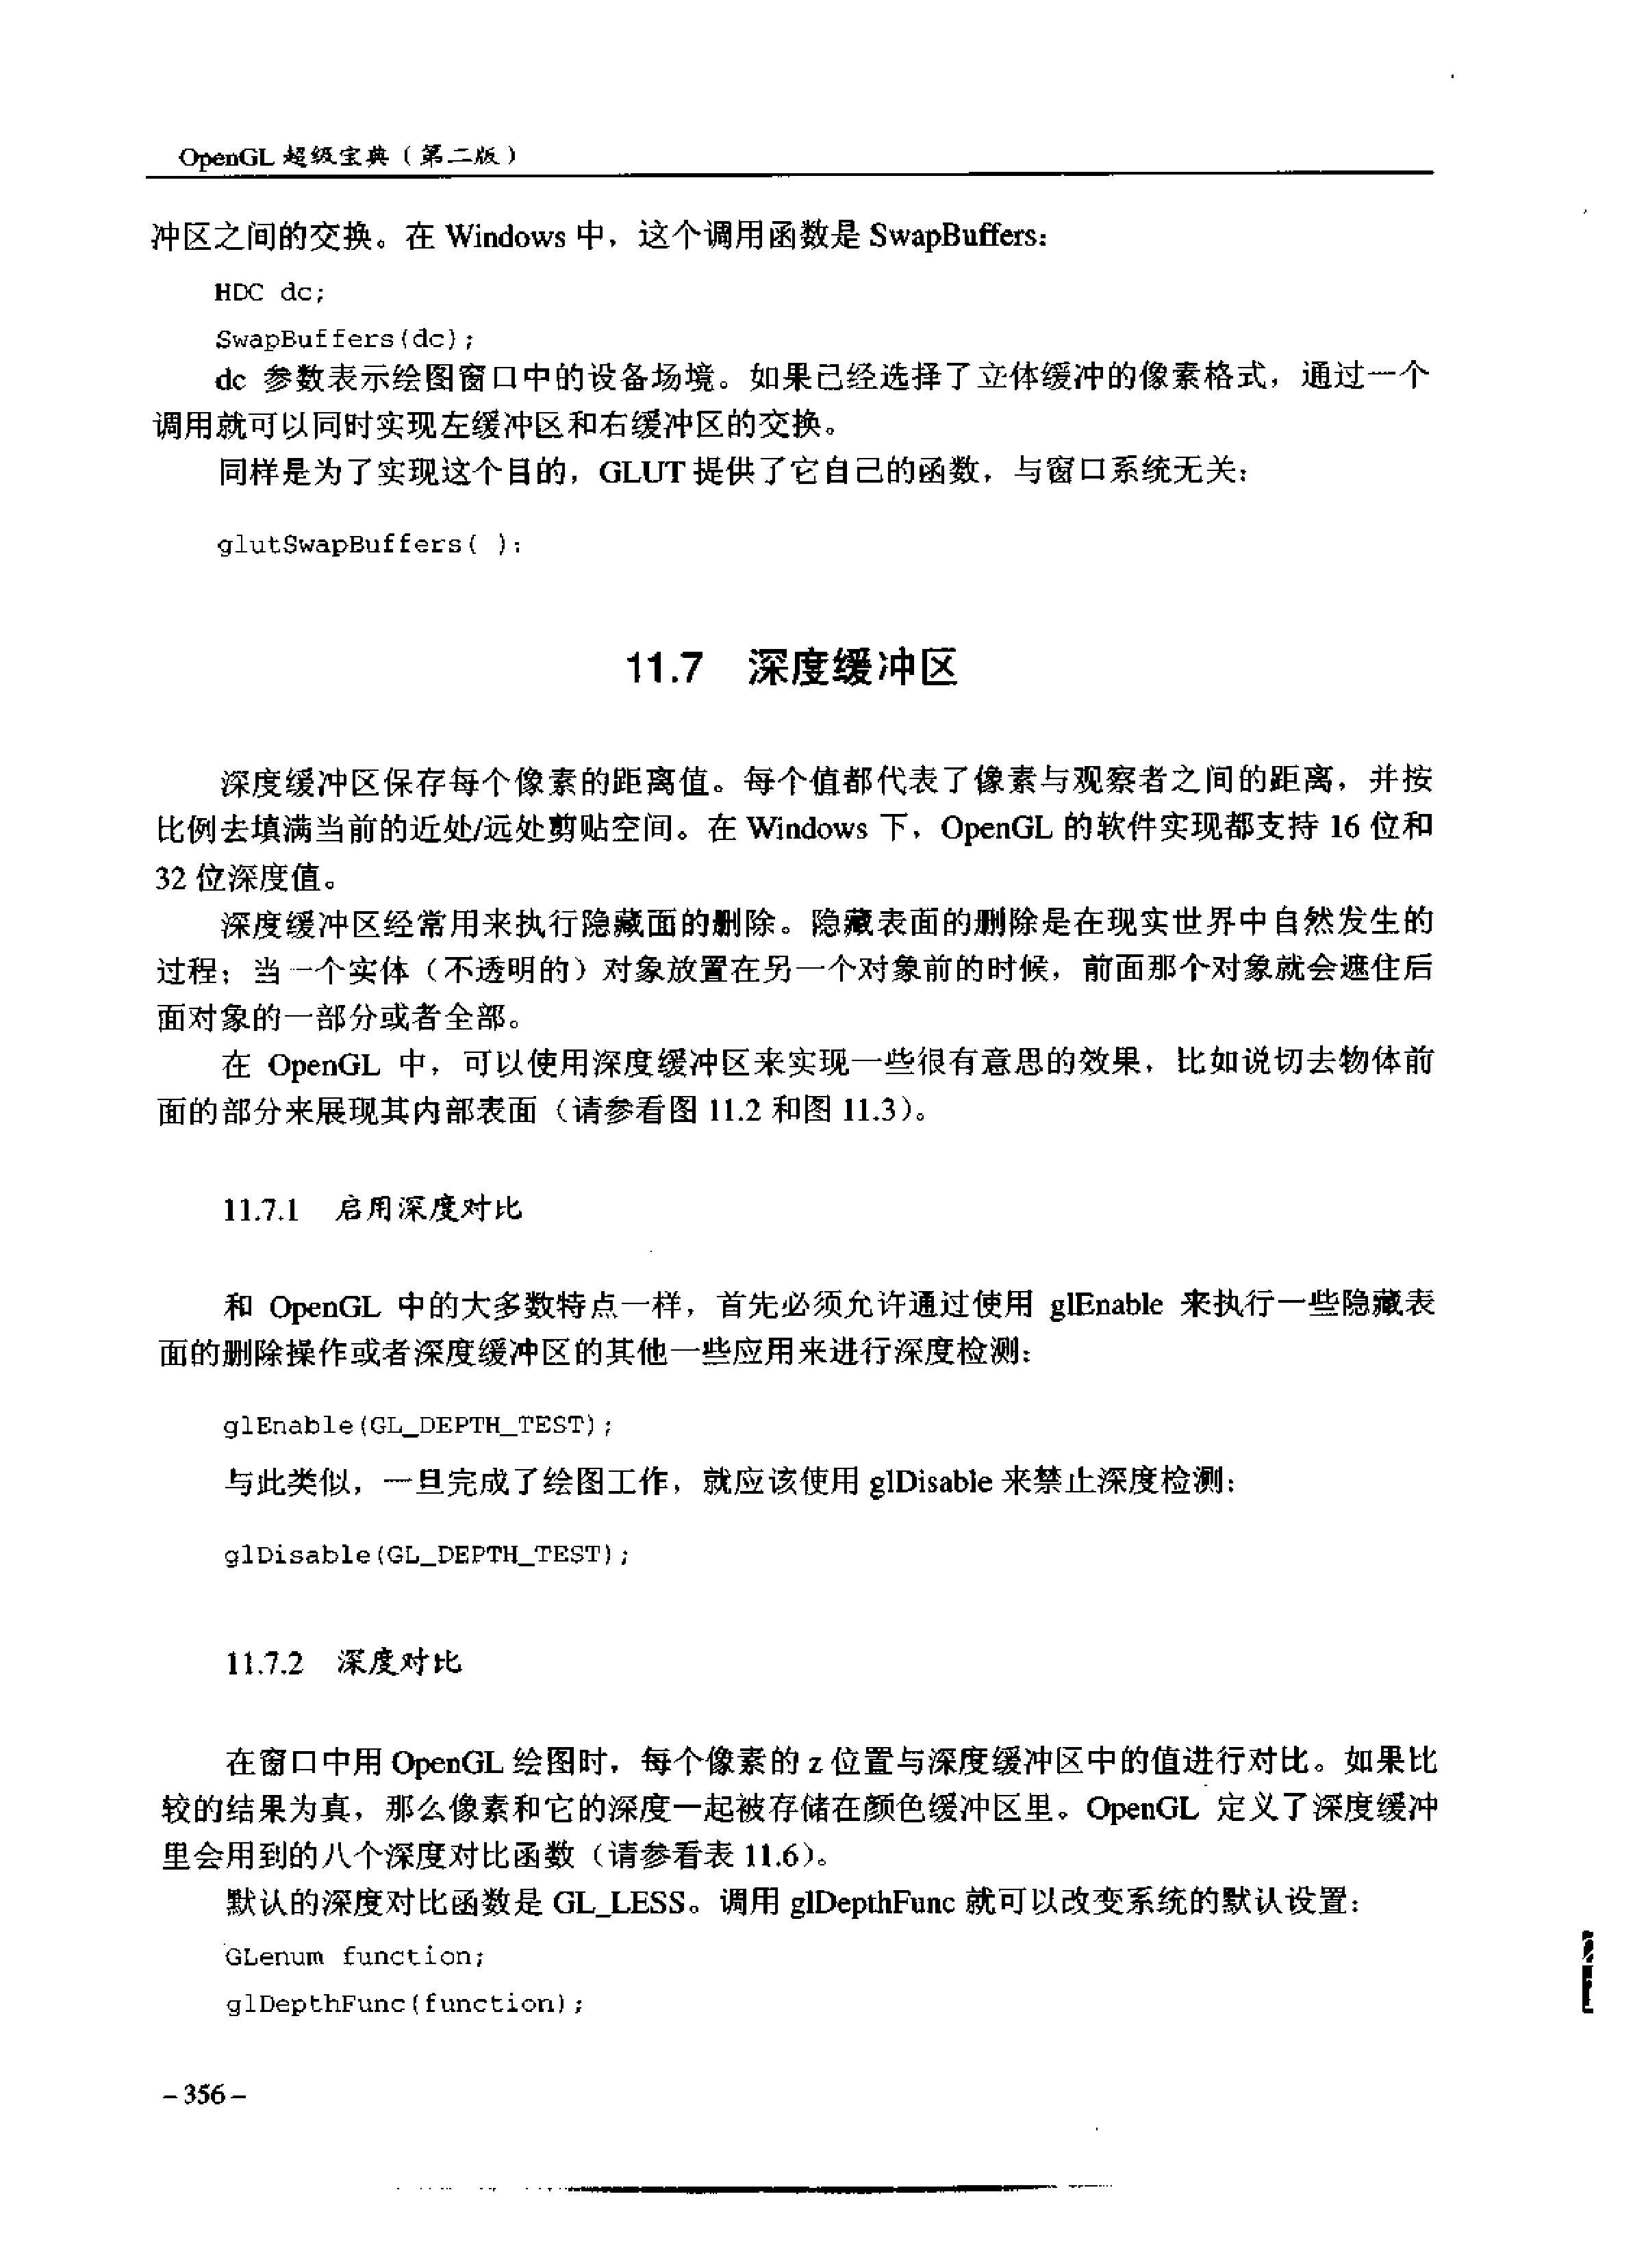 OpenGL 超级宝典（第二版）
冲区之间的交换。在 Windows 中，这个调用函数是 SwapBuffers：
HDC dc;
SwapBuffers(dc);
dc 参数表示绘图窗口中的设备场境。如果已经选择了立体缓冲的像素格式，通过一个
调用就可以同时实现左缓冲区和右缓冲区的交换。
同样是为了实现这个目的，GLUT 提供了它自己的函数，与窗口系统无关：
glutSwapBuffers( );
11.7 深度缓冲区
深度缓冲区保存每个像素的距离值。每个值都代表了像素与观察者之间的距离，并按
比例去填满当前的近处/远处剪贴空间。在 Windows 下，OpenGL 的软件实现都支持 16 位和
32 位深度值。
深度缓冲区经常用来执行隐藏面的删除。隐藏表面的删除是在现实世界中自然发生的
过程；当一个实体（不透明的）对象放置在另一个对象前的时候，前面那个对象就会遮住后
面对象的一部分或者全部。
在 OpenGL 中，可以使用深度缓冲区来实现一些很有意思的效果，比如说切去物体前
面的部分来展现其内部表面（请参看图 11.2 和图 11.3）。
11.7.1 启用深度对比
和 OpenGL 中的大多数特点一样，首先必须允许通过使用 glEnable 来执行一些隐藏表
面的删除操作或者深度缓冲区的其他一些应用来进行深度检测：
glEnable(GL_DEPTH_TEST);
与此类似，一旦完成了绘图工作，就应该使用 glDisable 来禁止深度检测：
glDisable(GL_DEPTH_TEST);
11.7.2 深度对比
在窗口中用 OpenGL 绘图时，每个像素的 z 位置与深度缓冲区中的值进行对比。如果比
较的结果为真，那么像素和它的深度一起被存储在颜色缓冲区里。OpenGL 定义了深度缓冲
里会用到的八个深度对比函数（请参看表 11.6）。
默认的深度对比函数是 GL_LESS。调用 glDepthFunc 就可以改变系统的默认设置：
GLenum function;
glDepthFunc(function);
－356－